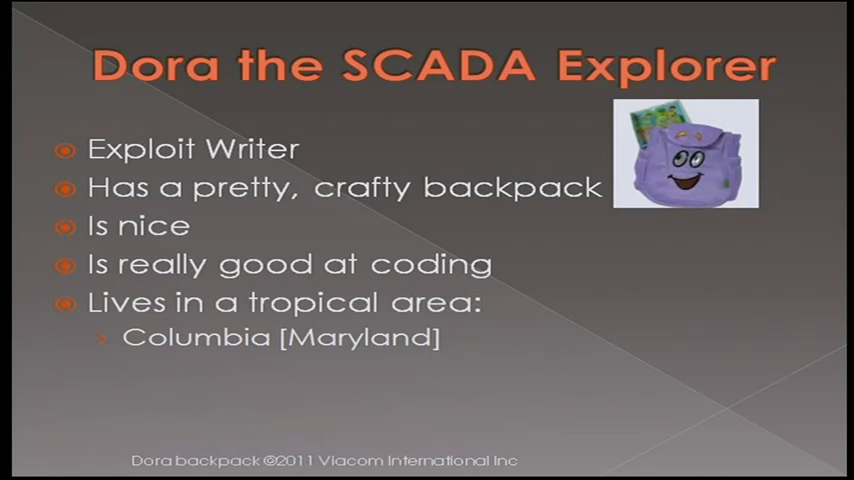 Dora the SCADA Explorer
Exploit Writer
Has a pretty, crafty backpack
Is nice
Is really good at coding
Lives in a tropical area:
Columbia [Maryland]
Dora backpack ©2011 Viacom International Inc